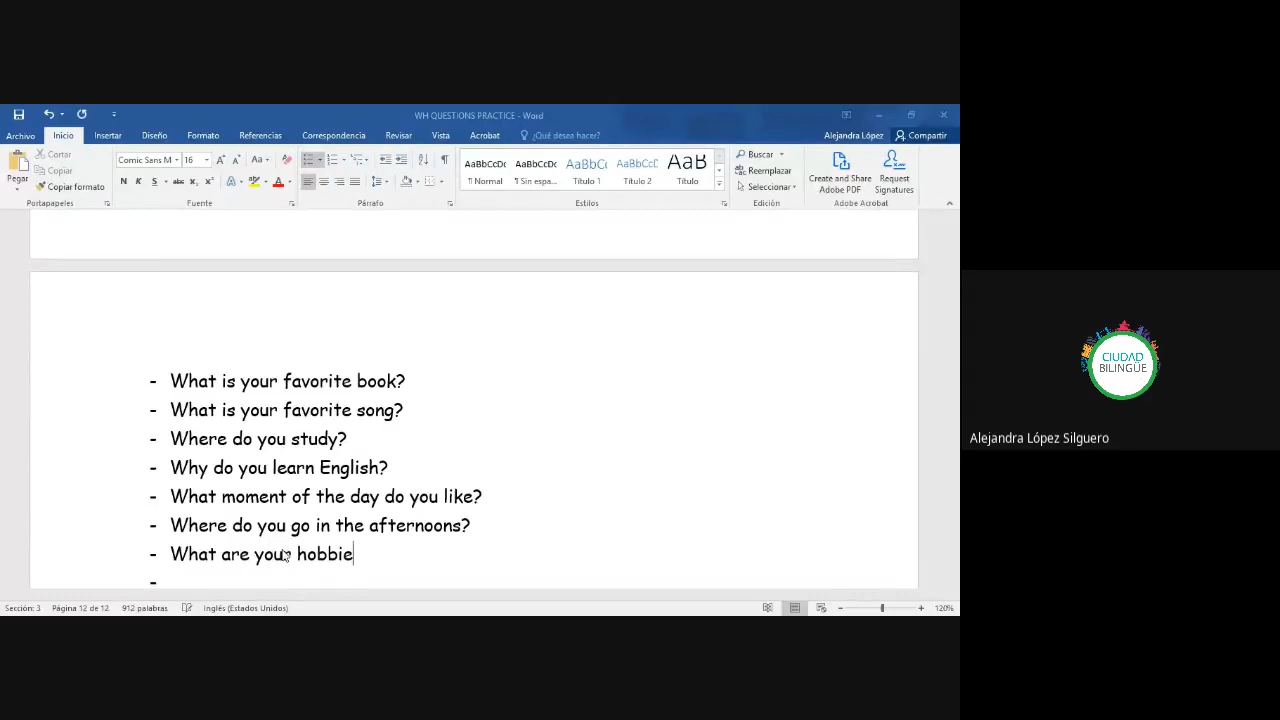 WH QUESTIONS PRACTICE - Word
Archivo Inicio Insertar Diseño Formato Referencias Correspondencia Revisar Vista Acrobat ¿Qué desea hacer? Alejandra López Compartir
Pegar
Cortar
Copiar
Copiar formato
Portapapeles
Comic Sans M 16
N K S abc x₂ x²
Fuente
Párrafo
AaBbCcDc AaBbCcDc AaBbCc AaBbCcD AaB
¶ Normal ¶ Sin espa... Título 1 Título 2 Título
Estilos
Buscar
Reemplazar
Seleccionar
Edición
Create and Share
Adobe PDF
Request
Signatures
Adobe Acrobat
- What is your favorite book?
- What is your favorite song?
- Where do you study?
- Why do you learn English?
- What moment of the day do you like?
- Where do you go in the afternoons?
- What are your hobbie
-
Sección: 3 Página 12 de 12 912 palabras Inglés (Estados Unidos) 120%
CIUDAD
BILINGÜE
Alejandra López Silguero